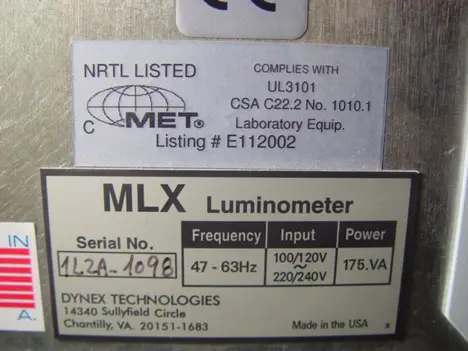 CE
NRTL LISTED
COMPLIES WITH
UL3101
CSA C22.2 No. 1010.1
Laboratory Equip.
C MET®
Listing # E112002
MLX Luminometer
Serial No.
1L2A-1098
Frequency Input Power
47 - 63Hz 100/120V ~ 220/240V 175.VA
DYNEX TECHNOLOGIES
14340 Sullyfield Circle
Chantilly, VA. 20151-1683
Made in the USA x
IN
A.